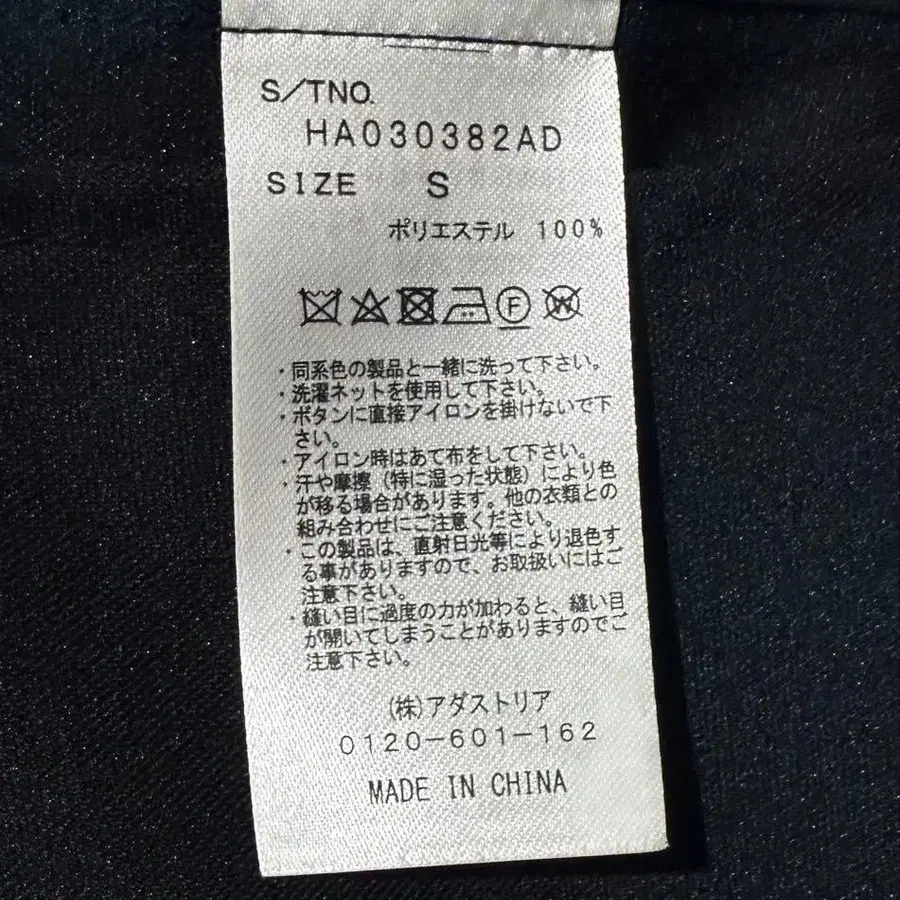 S/TNO.
HA030382AD
SIZE S
ポリエステル 100%
F W
・同系色の製品と一緒に洗って下さい。
・洗濯ネットを使用して下さい。
・ボタンに直接アイロンを掛けないで下
さい。
・アイロン時はあて布をして下さい。
・汗や摩擦（特に湿った状態）により色
が移る場合があります。他の衣類との
組み合わせにご注意ください。
・この製品は、直射日光等により退色す
る事がありますので、お取扱いにはご
注意下さい。
・縫い目に過度の力が加わると、縫い目
が開いてしまうことがありますのでご
注意下さい。
(株)アダストリア
0120-601-162
MADE IN CHINA